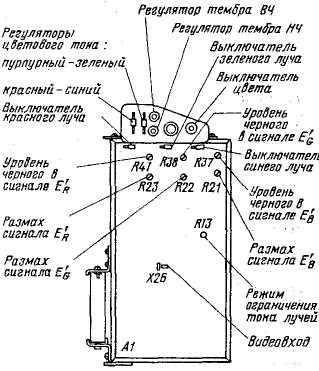 Регуляторы
цветового тока:
пурпурный-зеленый
красный-синий
Выключатель
красного луча
Регулятор тембра ВЧ
Регулятор тембра НЧ
Выключатель
зеленого луча
Выключатель
цвета
Уровень
черного
в сигнале E'G
Выключатель
синего луча
Уровень
черного в
сигнале E'R
R41
R38
R37
R23
R22
R21
Уровень
черного в
сигнале E'B
Размах
сигнала E'R
R13
Размах
сигнала E'B
Размах
сигнала E'G
X26
Режим
ограничения
тока лучей
Видеовход
A1